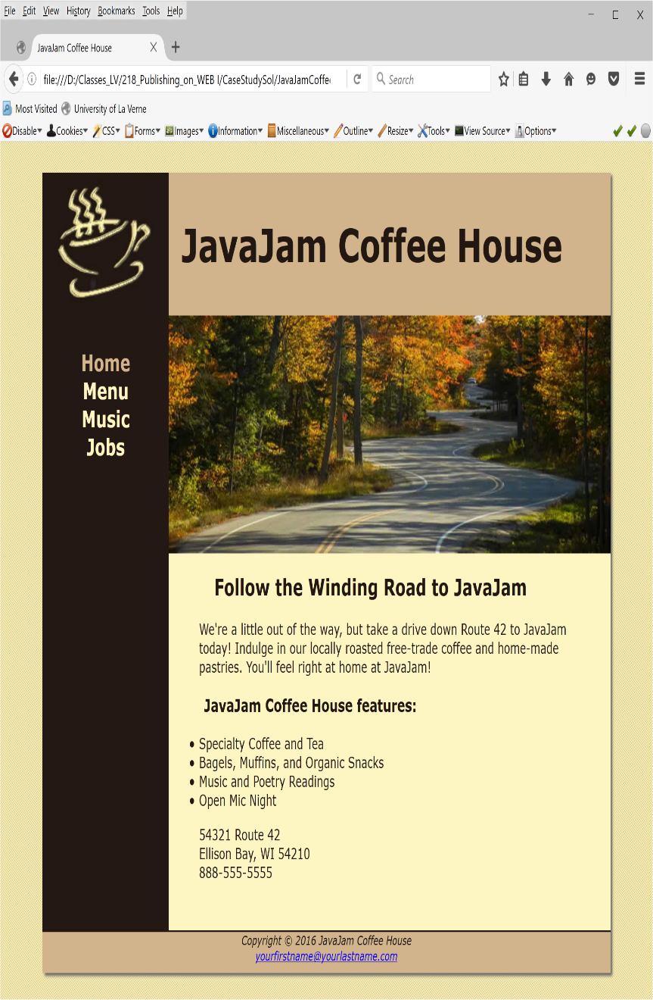 File Edit View History Bookmarks Tools Help
JavaJam Coffee House
file:///D:/Classes_LV/218_Publishing_on_WEB I/CaseStudySol/JavaJamCoffee
Search
Most Visited University of La Verne
Disable Cookies CSS Forms Images Information Miscellaneous Outline Resize Tools View Source Options
JavaJam Coffee House
Home
Menu
Music
Jobs
Follow the Winding Road to JavaJam
We're a little out of the way, but take a drive down Route 42 to JavaJam
today! Indulge in our locally roasted free-trade coffee and home-made
pastries. You'll feel right at home at JavaJam!
JavaJam Coffee House features:
• Specialty Coffee and Tea
• Bagels, Muffins, and Organic Snacks
• Music and Poetry Readings
• Open Mic Night
54321 Route 42
Ellison Bay, WI 54210
888-555-5555
Copyright © 2016 JavaJam Coffee House
yourfirstname@yourlastname.com